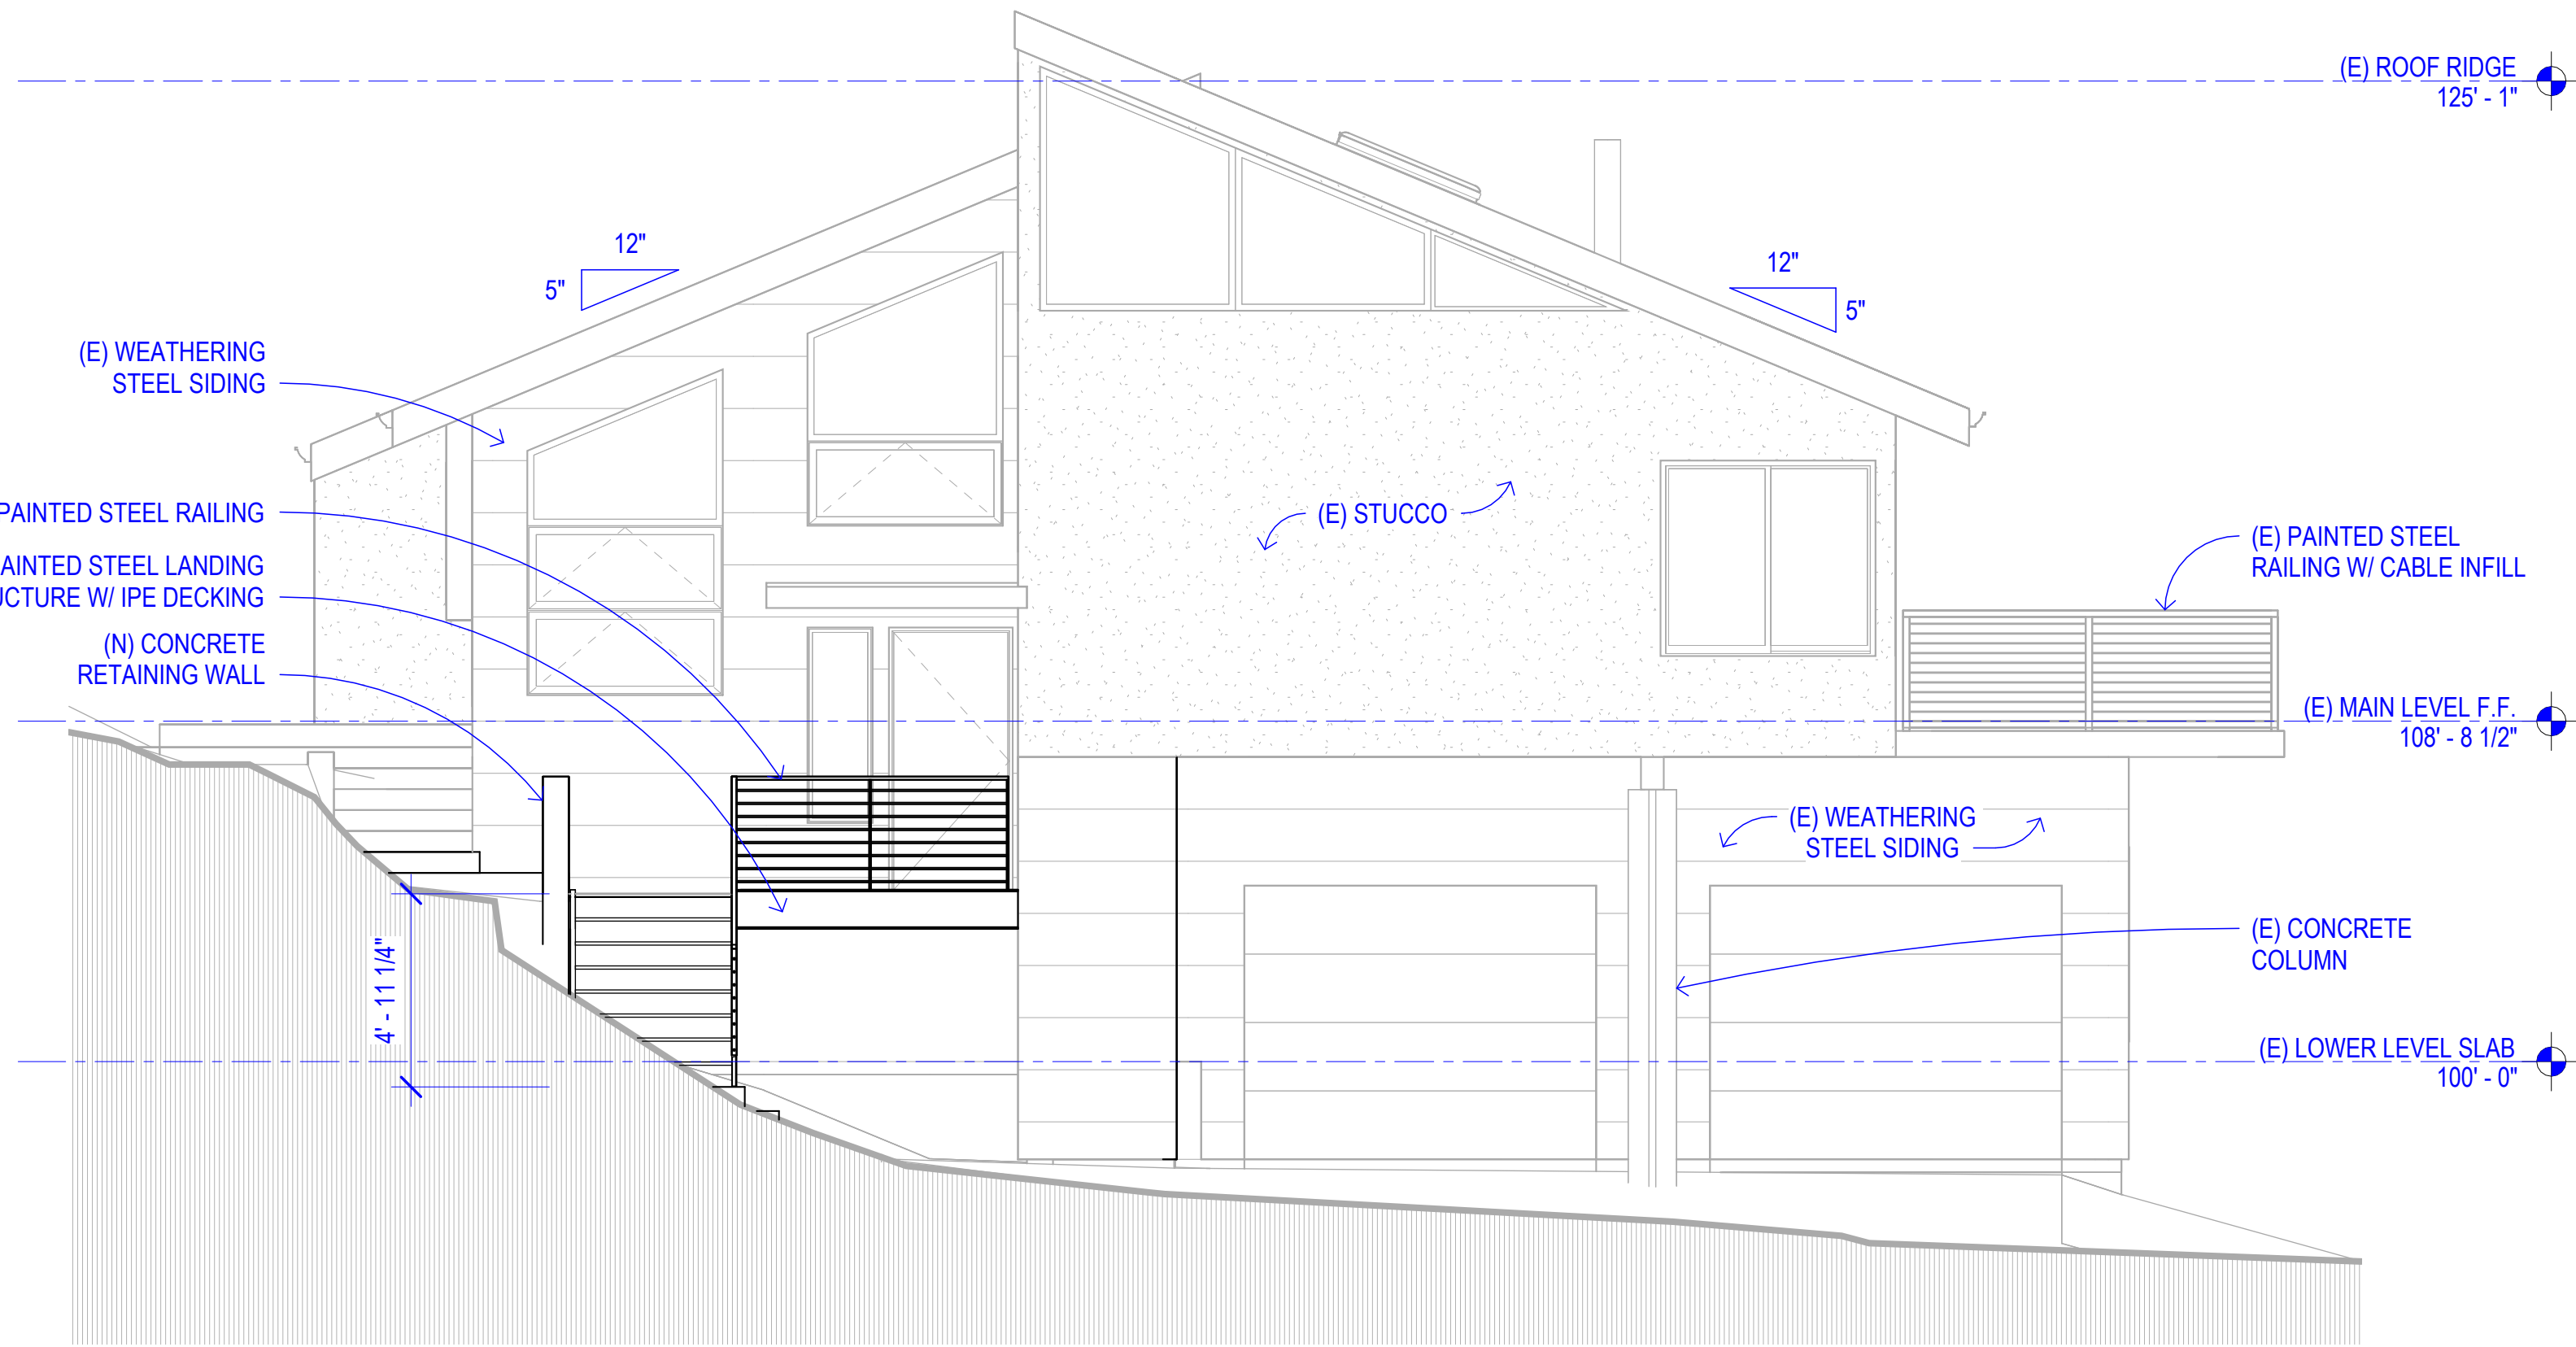 (E) ROOF RIDGE
125' - 1"
12"
5"
12"
5"
(E) WEATHERING
STEEL SIDING
PAINTED STEEL RAILING
(E) STUCCO
(E) PAINTED STEEL
RAILING W/ CABLE INFILL
STEEL LANDING
W/ IPE DECKING
(N) CONCRETE
RETAINING WALL
(E) MAIN LEVEL F.F.
108' - 8 1/2"
(E) WEATHERING
STEEL SIDING
(E) CONCRETE
COLUMN
4' - 11 1/4"
(E) LOWER LEVEL SLAB
100' - 0"